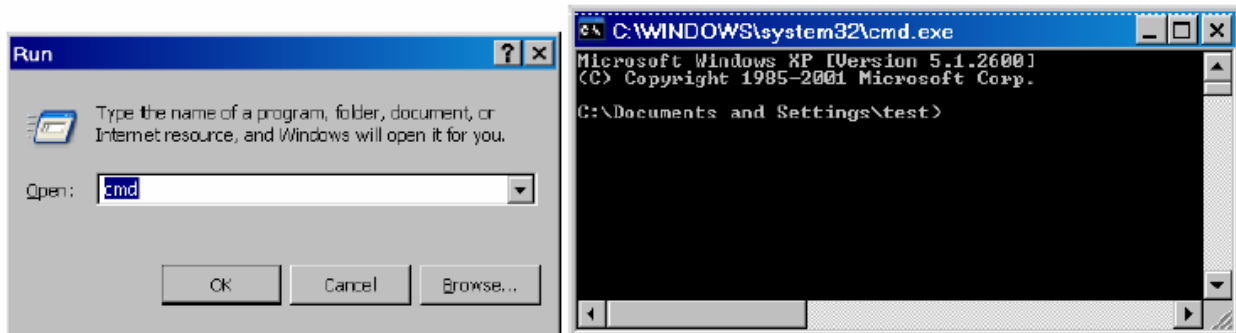 Run
Type the name of a program, folder, document, or
Internet resource, and Windows will open it for you.
Open: cmd
OK Cancel Browse...
C:\WINDOWS\system32\cmd.exe
Microsoft Windows XP [Version 5.1.2600]
(C) Copyright 1985-2001 Microsoft Corp.
C:\Documents and Settings\test>